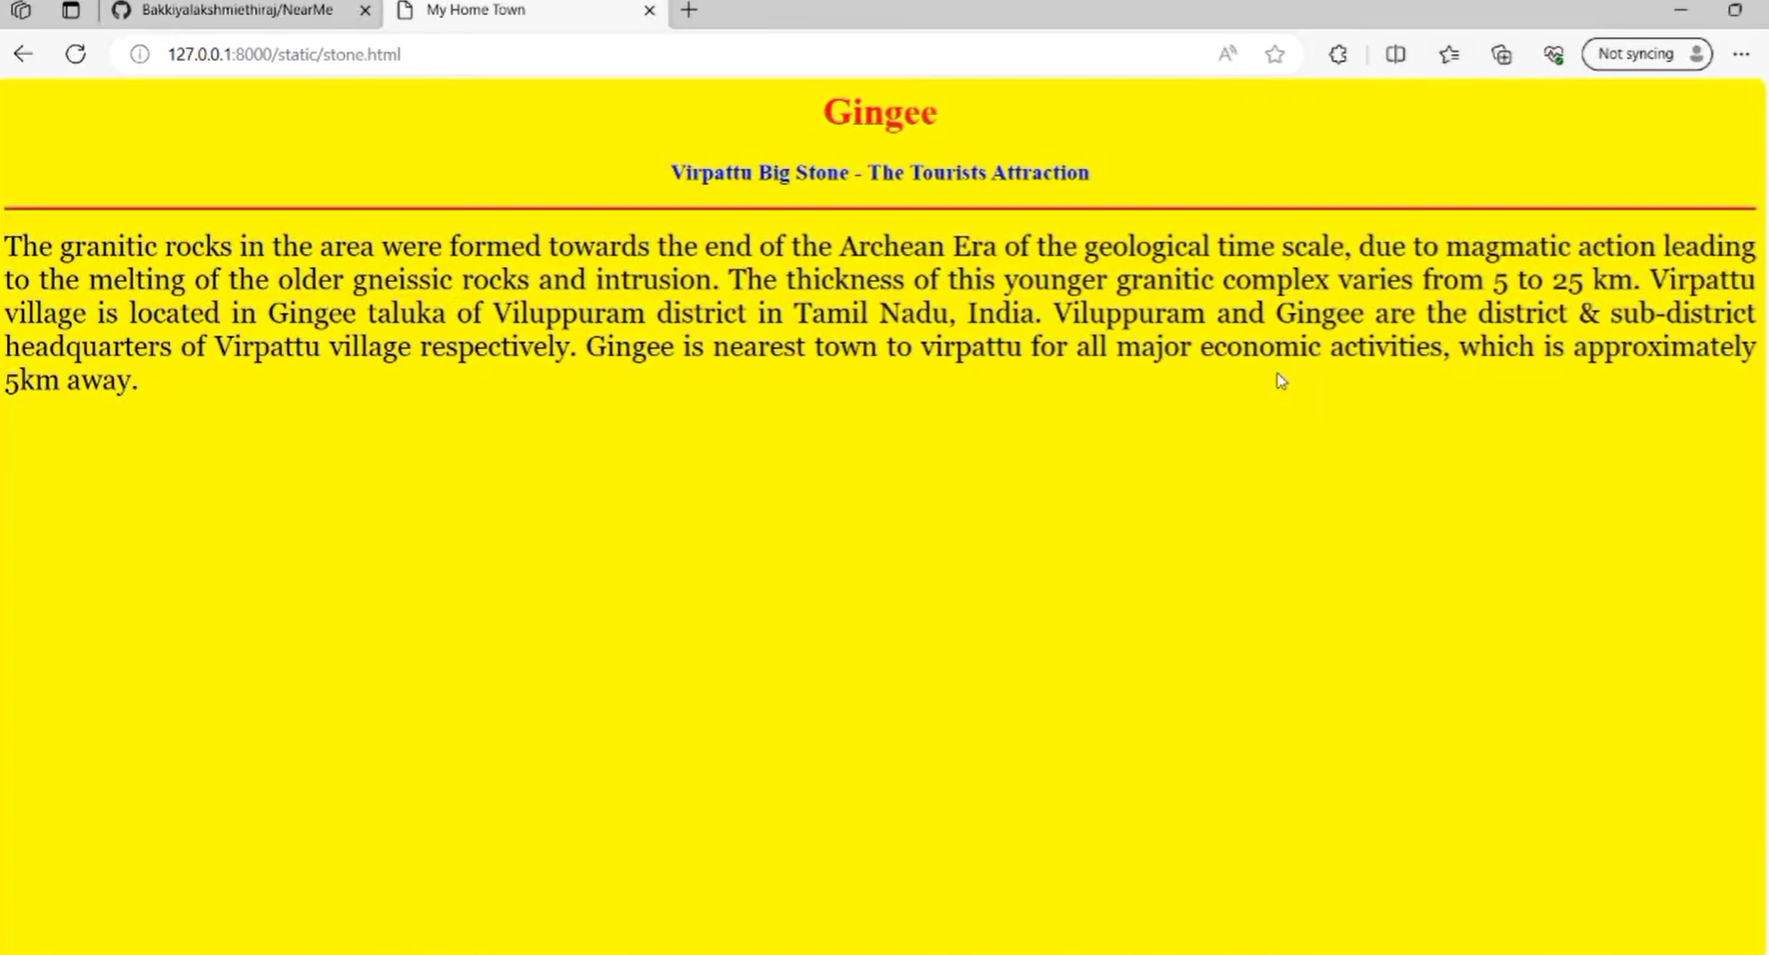 Bakkiyalakshmiethiraj/NearMe
My Home Town
127.0.0.1:8000/static/stone.html
Not syncing
Gingee
Virpattu Big Stone - The Tourists Attraction
The granitic rocks in the area were formed towards the end of the Archean Era of the geological time scale, due to magmatic action leading
to the melting of the older gneissic rocks and intrusion. The thickness of this younger granitic complex varies from 5 to 25 km. Virpattu
village is located in Gingee taluka of Viluppuram district in Tamil Nadu, India. Viluppuram and Gingee are the district & sub-district
headquarters of Virpattu village respectively. Gingee is nearest town to virpattu for all major economic activities, which is approximately
5km away.